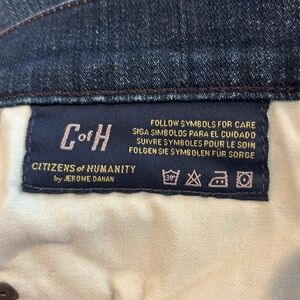 C of H
CITIZENS of HUMANITY
by JEROME DAHAN
FOLLOW SYMBOLS FOR CARE
SIGA SIMBOLOS PARA EL CUIDADO
SUIVRE SYMBOLES POUR LE SOIN
FOLGEN SIE SYMBOLEN FÜR SORGE
30°